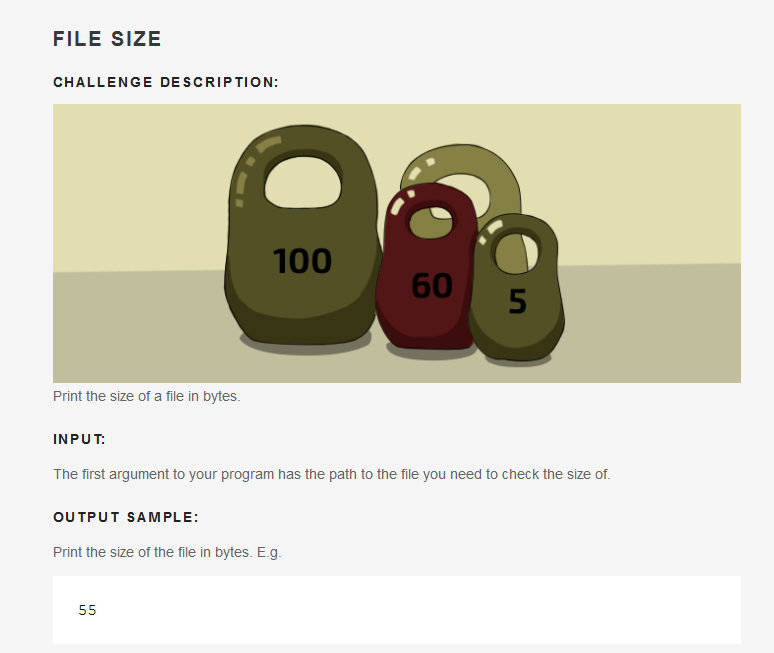 FILE SIZE
CHALLENGE DESCRIPTION:
100
60
5
Print the size of a file in bytes.
INPUT:
The first argument to your program has the path to the file you need to check the size of.
OUTPUT SAMPLE:
Print the size of the file in bytes. E.g.
55